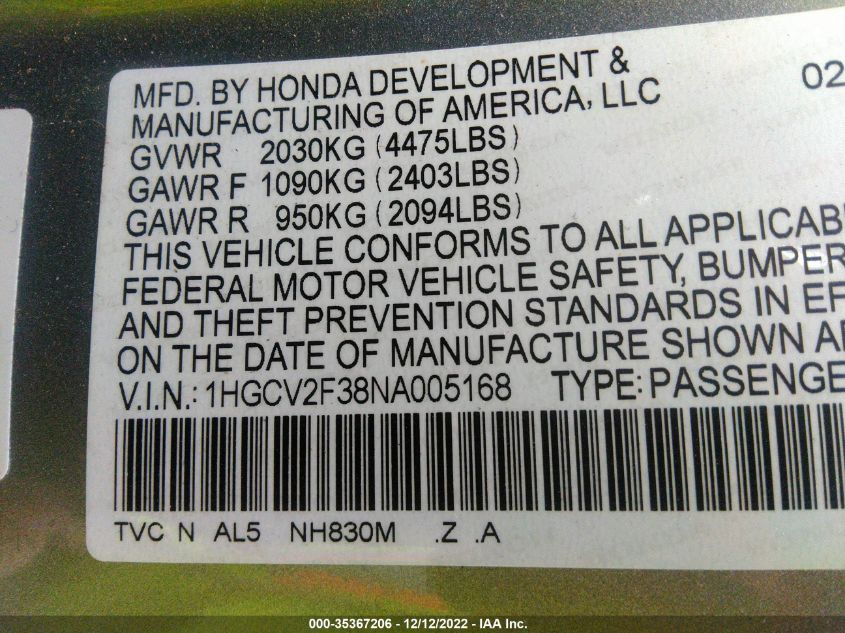 MFD. BY HONDA DEVELOPMENT & 02
MANUFACTURING OF AMERICA, LLC
GVWR 2030KG (4475LBS)
GAWR F 1090KG (2403LBS)
GAWR R 950KG (2094LBS)
THIS VEHICLE CONFORMS TO ALL APPLICAB
FEDERAL MOTOR VEHICLE SAFETY, BUMPER
AND THEFT PREVENTION STANDARDS IN EF
ON THE DATE OF MANUFACTURE SHOWN A
V.I.N.: 1HGCV2F38NA005168 TYPE: PASSENGE
TVC N AL5 NH830M .Z .A
000-35367206 - 12/12/2022 - IAA Inc.